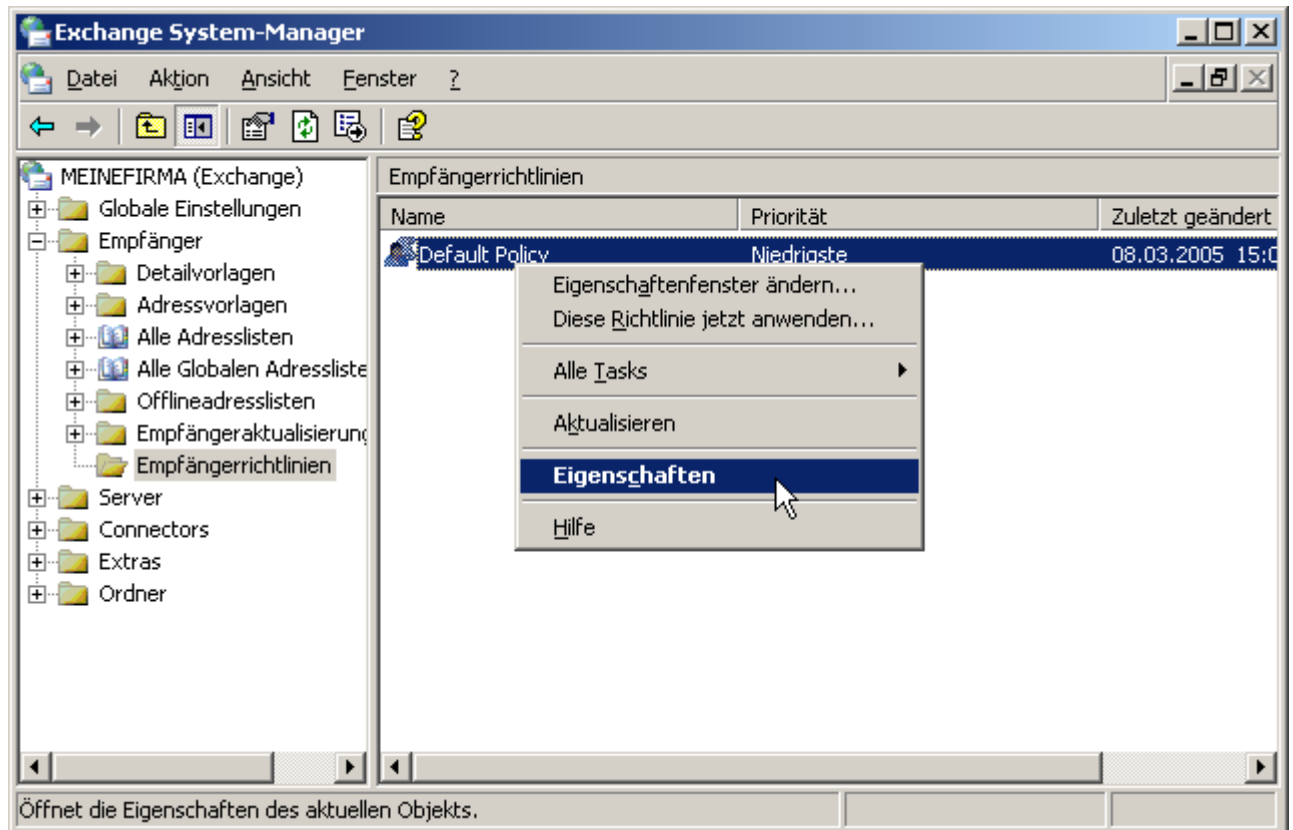 Exchange System-Manager
Datei Aktion Ansicht Fenster ?
MEINEFIRMA (Exchange)
Globale Einstellungen
Empfänger
Detailvorlagen
Adressvorlagen
Alle Adresslisten
Alle Globalen Adressliste
Offlineadresslisten
Empfängeraktualisierung
Empfängerrichtlinien
Server
Connectors
Extras
Ordner
Empfängerrichtlinien
Name Priorität Zuletzt geändert
Default Policy Niedrigste 08.03.2005 15:0
Eigenschaftenfenster ändern...
Diese Richtlinie jetzt anwenden...
Alle Tasks
Aktualisieren
Eigenschaften
Hilfe
Öffnet die Eigenschaften des aktuellen Objekts.